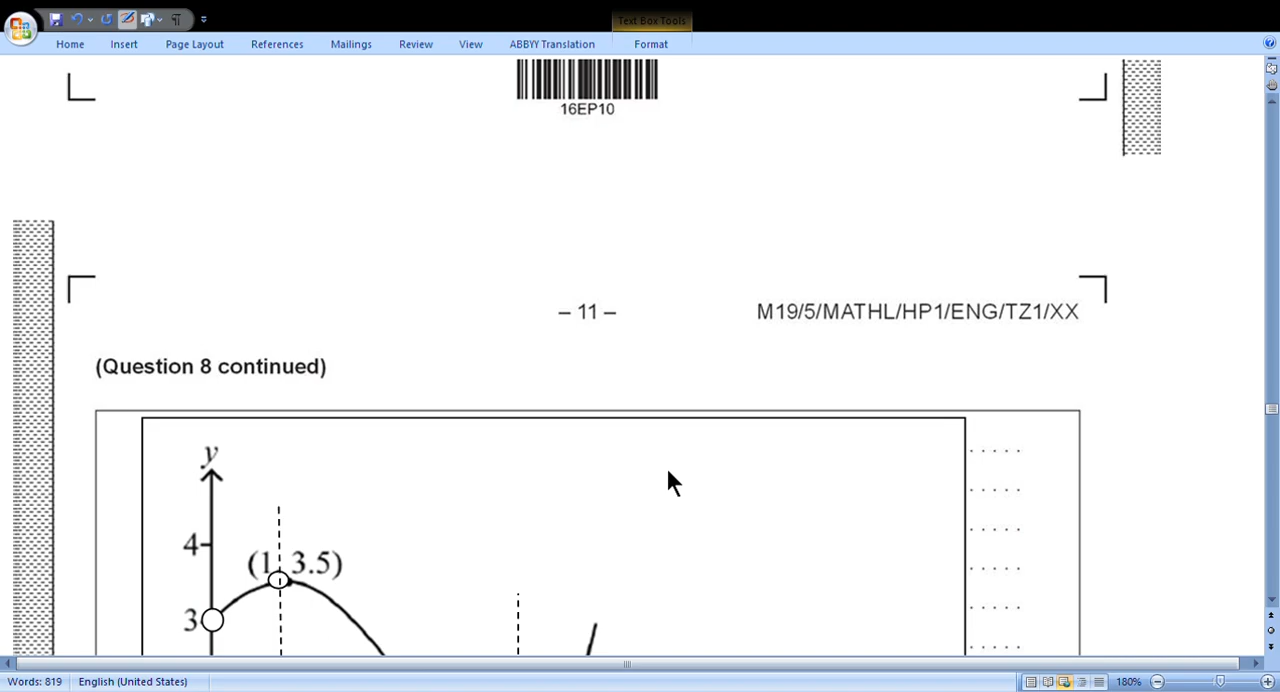 Text Box Tools
Home Insert Page Layout References Mailings Review View ABBYY Translation Format
16EP10
– 11 – M19/5/MATHL/HP1/ENG/TZ1/XX
(Question 8 continued)
y
4
(1, 3.5)
3
Words: 819 English (United States) 180%